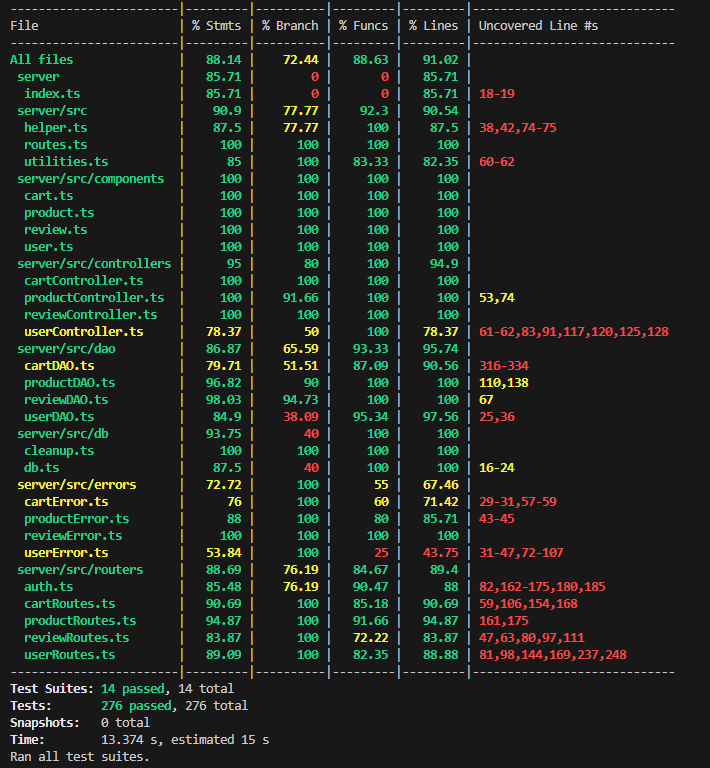 ------------------------|---------|----------|---------|---------|-----------------------------
File                    | % Stmts | % Branch | % Funcs | % Lines | Uncovered Line #s
------------------------|---------|----------|---------|---------|-----------------------------
All files               |   88.14 |    72.44 |   88.63 |   91.02 |
 server                 |   85.71 |        0 |       0 |   85.71 |
  index.ts              |   85.71 |        0 |       0 |   85.71 | 18-19
 server/src             |    90.9 |    77.77 |    92.3 |   90.54 |
  helper.ts             |    87.5 |    77.77 |     100 |    87.5 | 38,42,74-75
  routes.ts             |     100 |      100 |     100 |     100 |
  utilities.ts          |      85 |      100 |   83.33 |   82.35 | 60-62
 server/src/components  |     100 |      100 |     100 |     100 |
  cart.ts               |     100 |      100 |     100 |     100 |
  product.ts            |     100 |      100 |     100 |     100 |
  review.ts             |     100 |      100 |     100 |     100 |
  user.ts               |     100 |      100 |     100 |     100 |
 server/src/controllers |      95 |       80 |     100 |    94.9 |
  cartController.ts     |     100 |      100 |     100 |     100 |
  productController.ts  |     100 |    91.66 |     100 |     100 | 53,74
  reviewController.ts   |     100 |      100 |     100 |     100 |
  userController.ts     |   78.37 |       50 |     100 |   78.37 | 61-62,83,91,117,120,125,128
 server/src/dao         |   86.87 |    65.59 |   93.33 |   95.74 |
  cartDAO.ts            |   79.71 |    51.51 |   87.09 |   90.56 | 316-334
  productDAO.ts         |   96.82 |       90 |     100 |     100 | 110,138
  reviewDAO.ts          |   98.03 |    94.73 |     100 |     100 | 67
  userDAO.ts            |    84.9 |    38.09 |   95.34 |   97.56 | 25,36
 server/src/db          |   93.75 |       40 |     100 |     100 |
  cleanup.ts            |     100 |      100 |     100 |     100 |
  db.ts                 |    87.5 |       40 |     100 |     100 | 16-24
 server/src/errors      |   72.72 |      100 |      55 |   67.46 |
  cartError.ts          |      76 |      100 |      60 |   71.42 | 29-31,57-59
  productError.ts       |      88 |      100 |      80 |   85.71 | 43-45
  reviewError.ts        |     100 |      100 |     100 |     100 |
  userError.ts          |   53.84 |      100 |      25 |   43.75 | 31-47,72-107
 server/src/routers     |   88.69 |    76.19 |   84.67 |    89.4 |
  auth.ts               |   85.48 |    76.19 |   90.47 |      88 | 82,162-175,180,185
  cartRoutes.ts         |   90.69 |      100 |   85.18 |   90.69 | 59,106,154,168
  productRoutes.ts      |   94.87 |      100 |   91.66 |   94.87 | 161,175
  reviewRoutes.ts       |   83.87 |      100 |   72.22 |   83.87 | 47,63,80,97,111
  userRoutes.ts         |   89.09 |      100 |   82.35 |   88.88 | 81,98,144,169,237,248
------------------------|---------|----------|---------|---------|-----------------------------
Test Suites: 14 passed, 14 total
Tests:       276 passed, 276 total
Snapshots:   0 total
Time:        13.374 s, estimated 15 s
Ran all test suites.